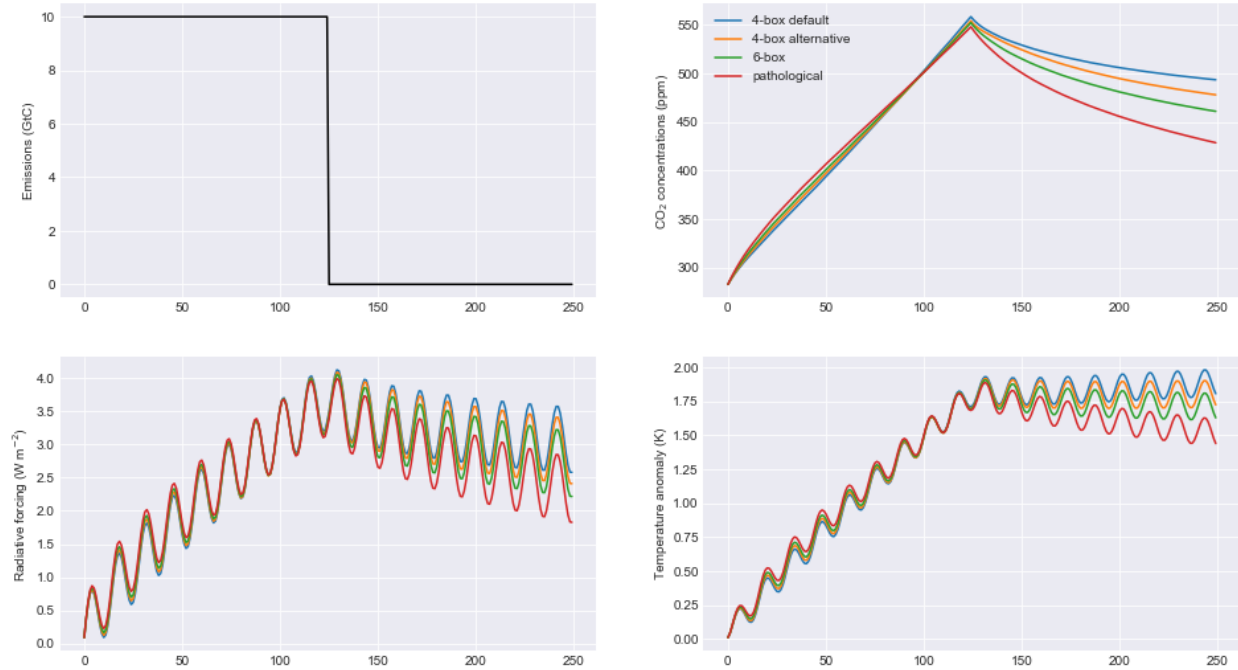 Emissions (GtC)
10
8
6
4
2
0
0 50 100 150 200 250
CO₂ concentrations (ppm)
550
500
450
400
350
300
4-box default
4-box alternative
6-box
pathological
0 50 100 150 200 250
Radiative forcing (W m⁻²)
4.0
3.5
3.0
2.5
2.0
1.5
1.0
0.5
0.0
0 50 100 150 200 250
Temperature anomaly (K)
2.00
1.75
1.50
1.25
1.00
0.75
0.50
0.25
0.00
0 50 100 150 200 250